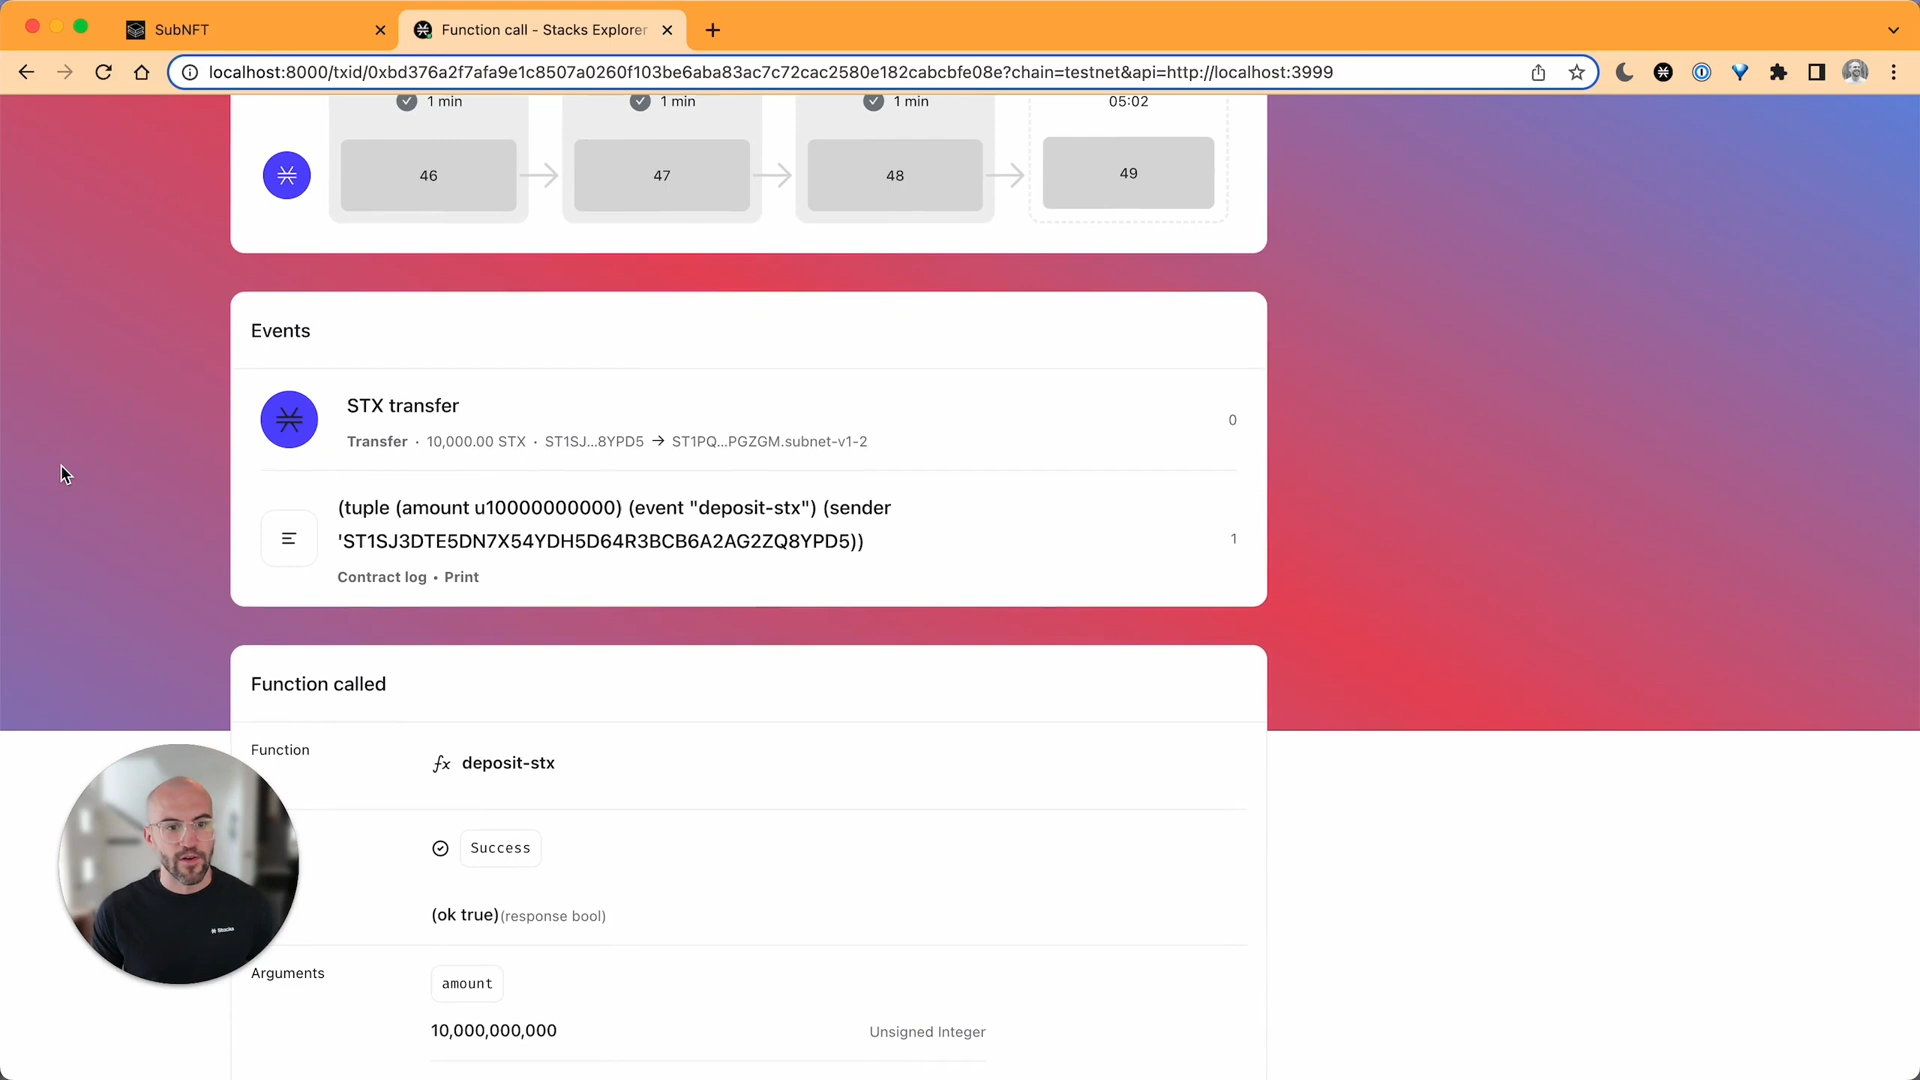 SubNFT
Function call - Stacks Explorer
localhost:8000/txid/0xbd376a2f7afa9e1c8507a0260f103be6aba83ac7c72cac2580e182cabcbfe08e?chain=testnet&api=http://localhost:3999
1 min
1 min
1 min
05:02
46
47
48
49
Events
STX transfer
0
Transfer · 10,000.00 STX · ST1SJ...8YPD5 → ST1PQ...PGZGM.subnet-v1-2
(tuple (amount u10000000000) (event "deposit-stx") (sender
'ST1SJ3DTE5DN7X54YDH5D64R3BCB6A2AG2ZQ8YPD5))
1
Contract log • Print
Function called
Function
fx deposit-stx
Success
(ok true)(response bool)
Stacks
Arguments
amount
10,000,000,000
Unsigned Integer